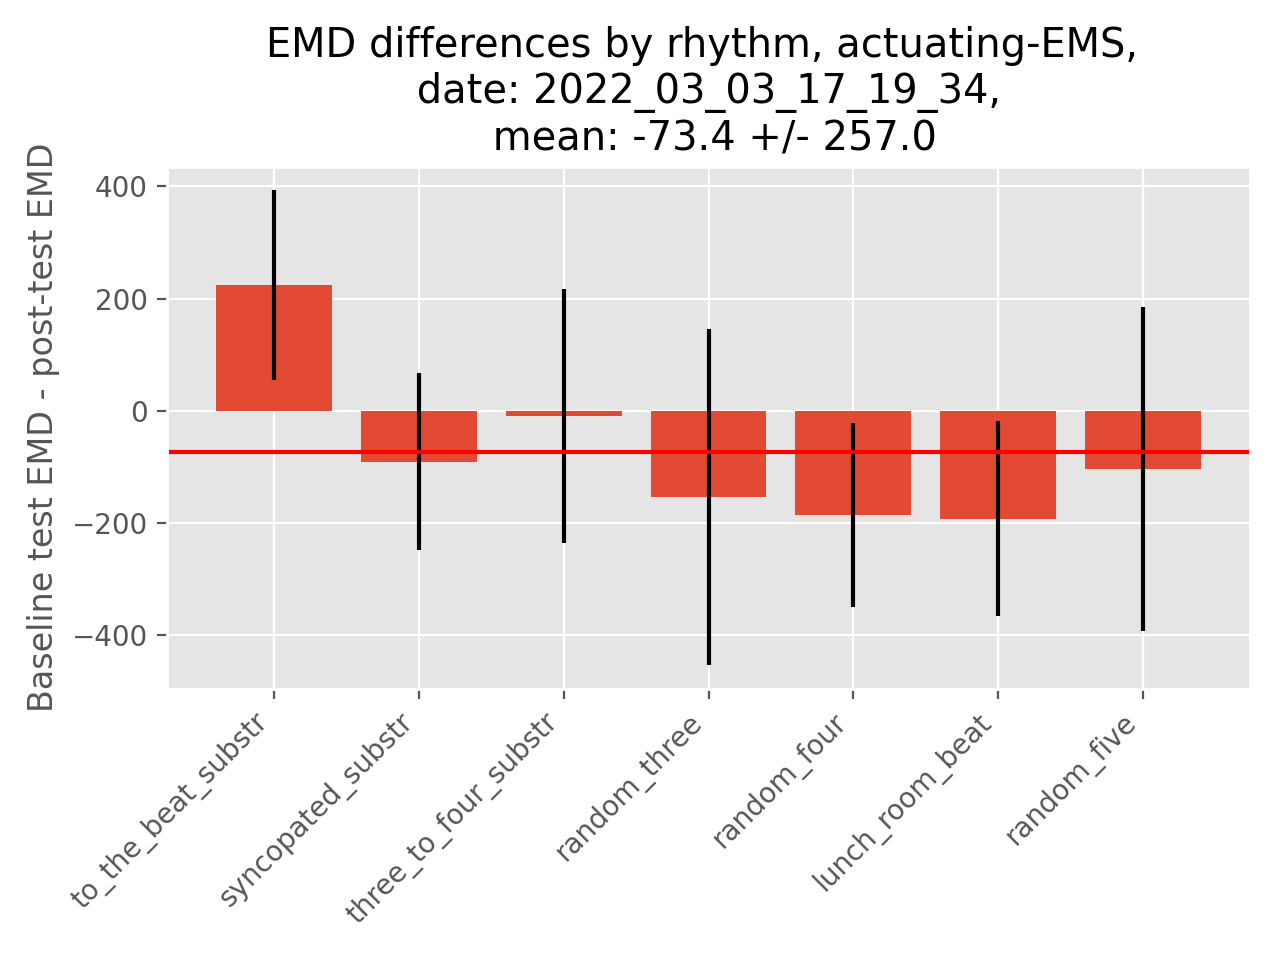 EMD differences by rhythm, actuating-EMS,
date: 2022_03_03_17_19_34,
mean: -73.4 +/- 257.0
Baseline test EMD - post-test EMD
400
200
0
−200
−400
to_the_beat_substr
syncopated_substr
three_to_four_substr
random_three
random_four
lunch_room_beat
random_five